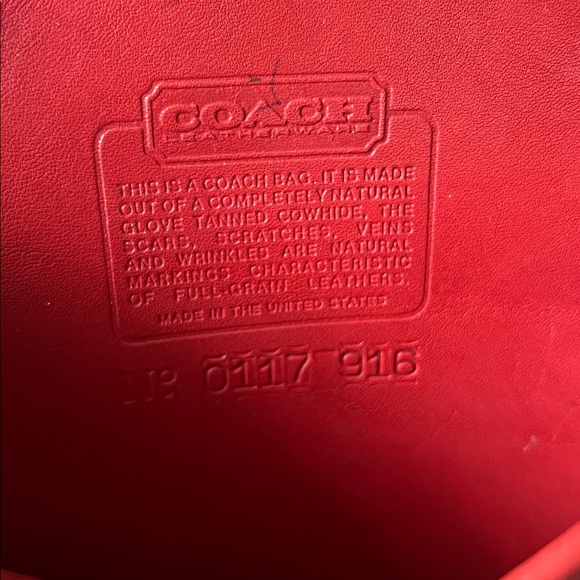 COACH
LEATHERWARE
THIS IS A COACH BAG. IT IS MADE
OUT OF A COMPLETELY NATURAL
GLOVE TANNED COWHIDE, THE
SCARS, SCRATCHES, VEINS
AND WRINKLES ARE NATURAL
MARKINGS CHARACTERISTIC
OF FULL-GRAIN LEATHERS.
MADE IN THE UNITED STATES
Nº 0117 916